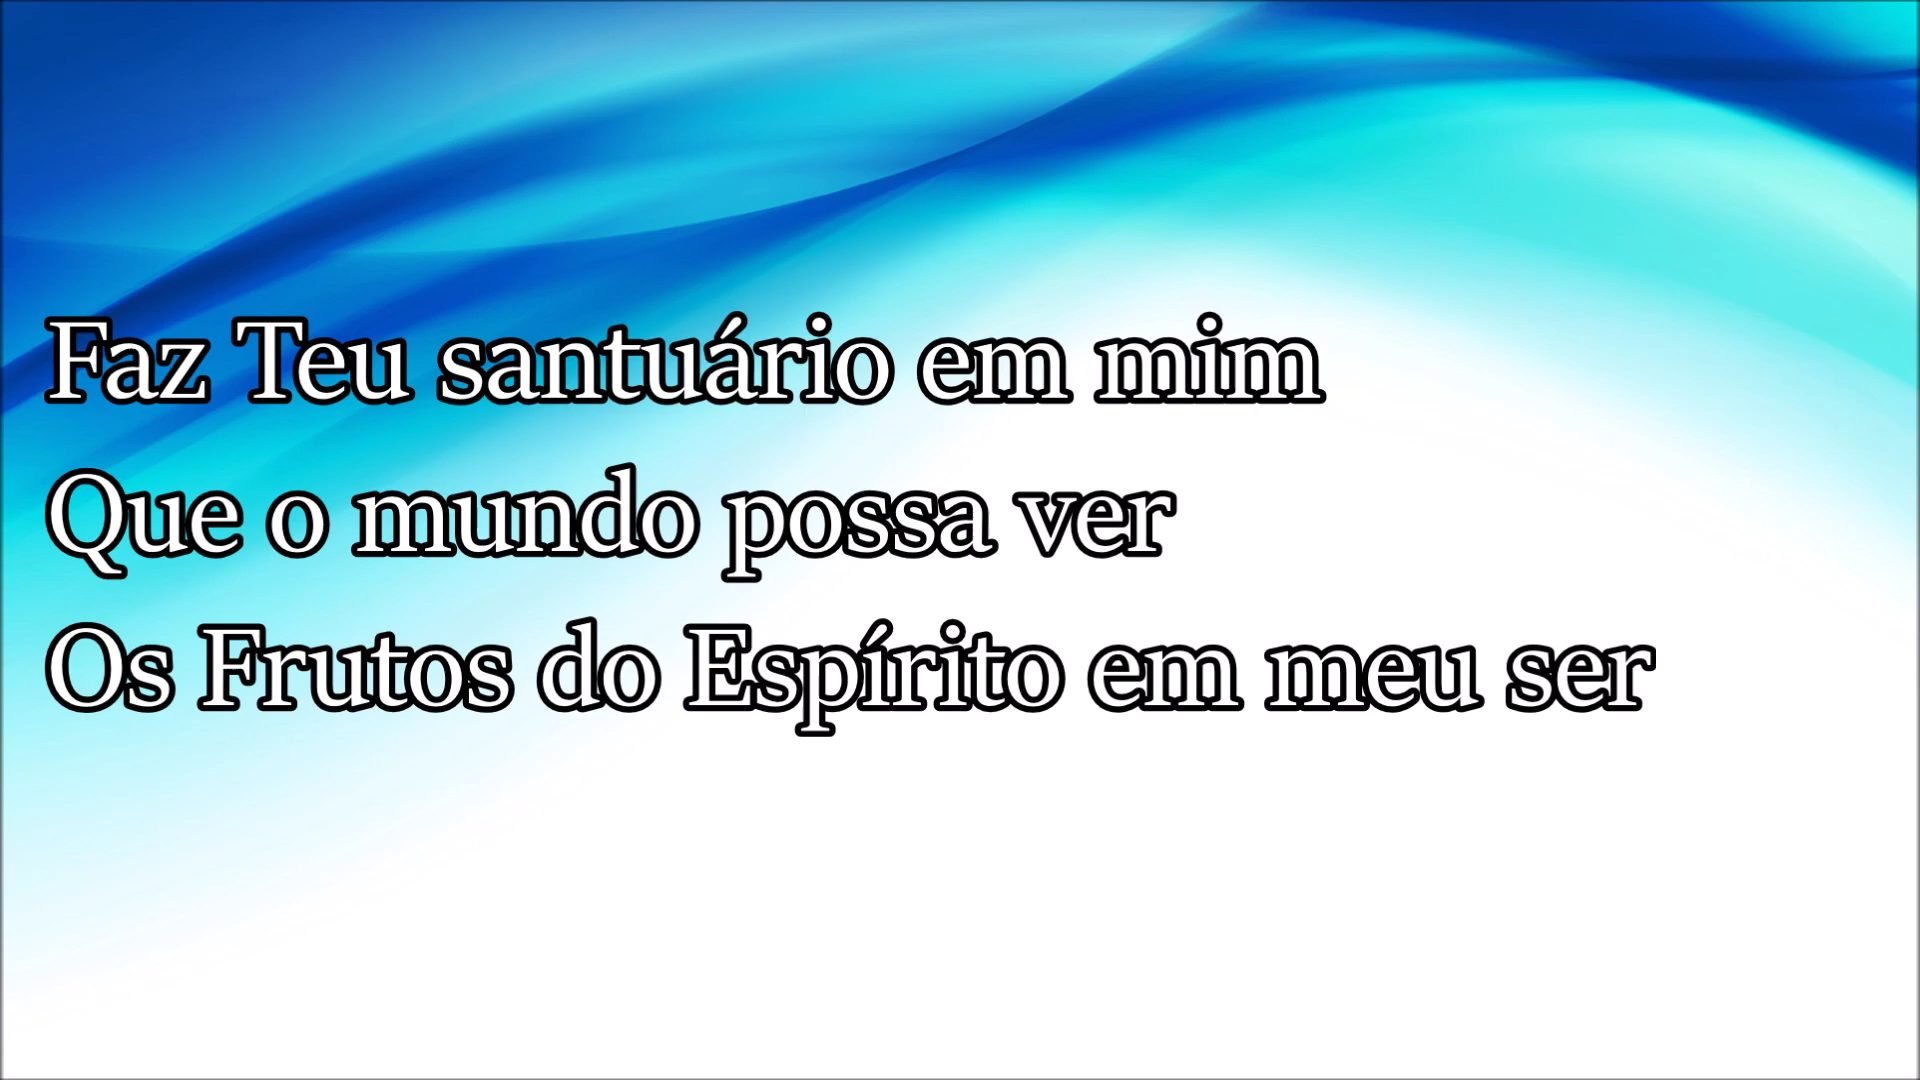 Faz Teu santuário em mim
Que o mundo possa ver
Os Frutos do Espírito em meu ser